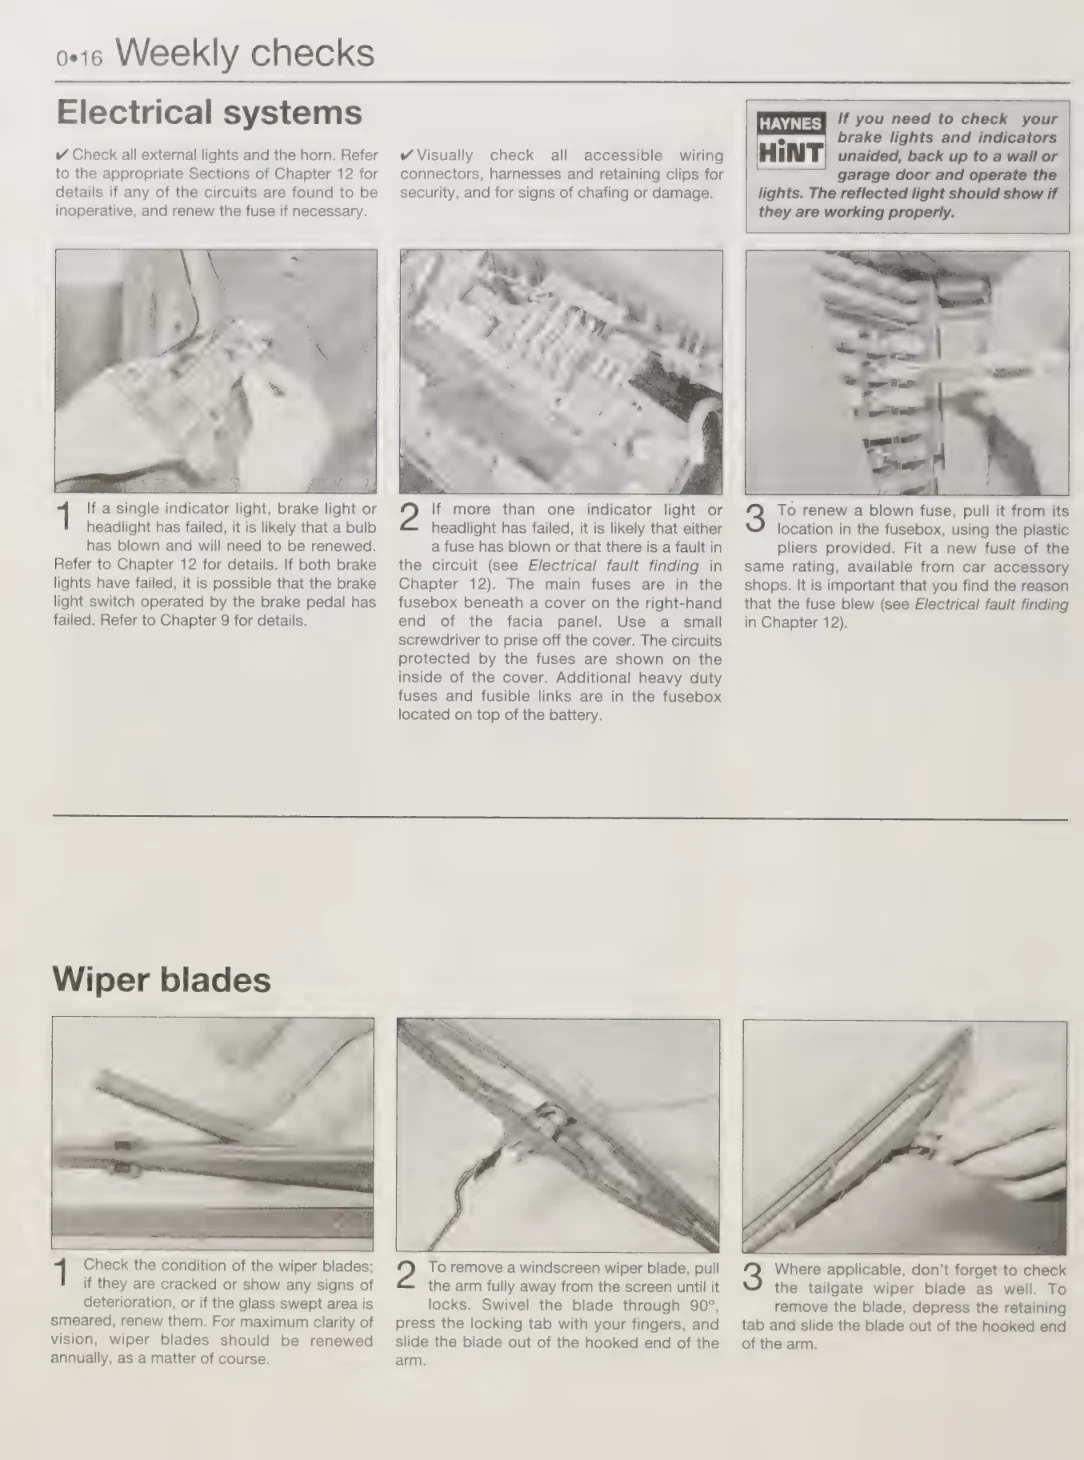 0•16 Weekly checks
Electrical systems
✔ Check all external lights and the horn. Refer
to the appropriate Sections of Chapter 12 for
details if any of the circuits are found to be
inoperative, and renew the fuse if necessary.
✔ Visually check all accessible wiring
connectors, harnesses and retaining clips for
security, and for signs of chafing or damage.
HAYNES
HiNT
If you need to check your
brake lights and indicators
unaided, back up to a wall or
garage door and operate the
lights. The reflected light should show if
they are working properly.
1 If a single indicator light, brake light or
headlight has failed, it is likely that a bulb
has blown and will need to be renewed.
Refer to Chapter 12 for details. If both brake
lights have failed, it is possible that the brake
light switch operated by the brake pedal has
failed. Refer to Chapter 9 for details.
2 If more than one indicator light or
headlight has failed, it is likely that either
a fuse has blown or that there is a fault in
the circuit (see Electrical fault finding in
Chapter 12). The main fuses are in the
fusebox beneath a cover on the right-hand
end of the facia panel. Use a small
screwdriver to prise off the cover. The circuits
protected by the fuses are shown on the
inside of the cover. Additional heavy duty
fuses and fusible links are in the fusebox
located on top of the battery.
3 To renew a blown fuse, pull it from its
location in the fusebox, using the plastic
pliers provided. Fit a new fuse of the
same rating, available from car accessory
shops. It is important that you find the reason
that the fuse blew (see Electrical fault finding
in Chapter 12).
Wiper blades
1 Check the condition of the wiper blades;
if they are cracked or show any signs of
deterioration, or if the glass swept area is
smeared, renew them. For maximum clarity of
vision, wiper blades should be renewed
annually, as a matter of course.
2 To remove a windscreen wiper blade, pull
the arm fully away from the screen until it
locks. Swivel the blade through 90°,
press the locking tab with your fingers, and
slide the blade out of the hooked end of the
arm.
3 Where applicable, don't forget to check
the tailgate wiper blade as well. To
remove the blade, depress the retaining
tab and slide the blade out of the hooked end
of the arm.